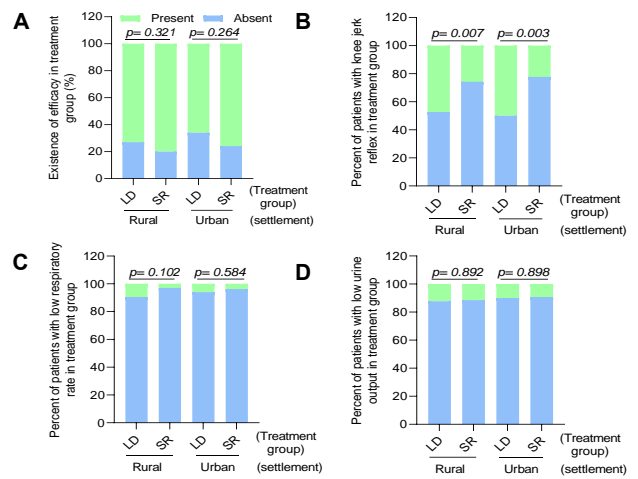 A
Present Absent
p= 0.321 p= 0.264
Existence of efficacy in treatment
group (%)
120
100
80
60
40
20
0
LD SR LD SR
(Treatment
group)
Rural Urban (settlement)
B
p= 0.007 p= 0.003
Percent of patients with knee jerk
reflex in treatment group
120
100
80
60
40
20
0
LD SR LD SR
(Treatment
group)
Rural Urban (settlement)
C
p= 0.102 p= 0.584
Percent of patients with low respiratory
rate in treatment group
120
100
80
60
40
20
0
LD SR LD SR
(Treatment
group)
Rural Urban (settlement)
D
p= 0.892 p= 0.898
Percent of patients with low urine
output in treatment group
120
100
80
60
40
20
0
LD SR LD SR
(Treatment
group)
Rural Urban (settlement)